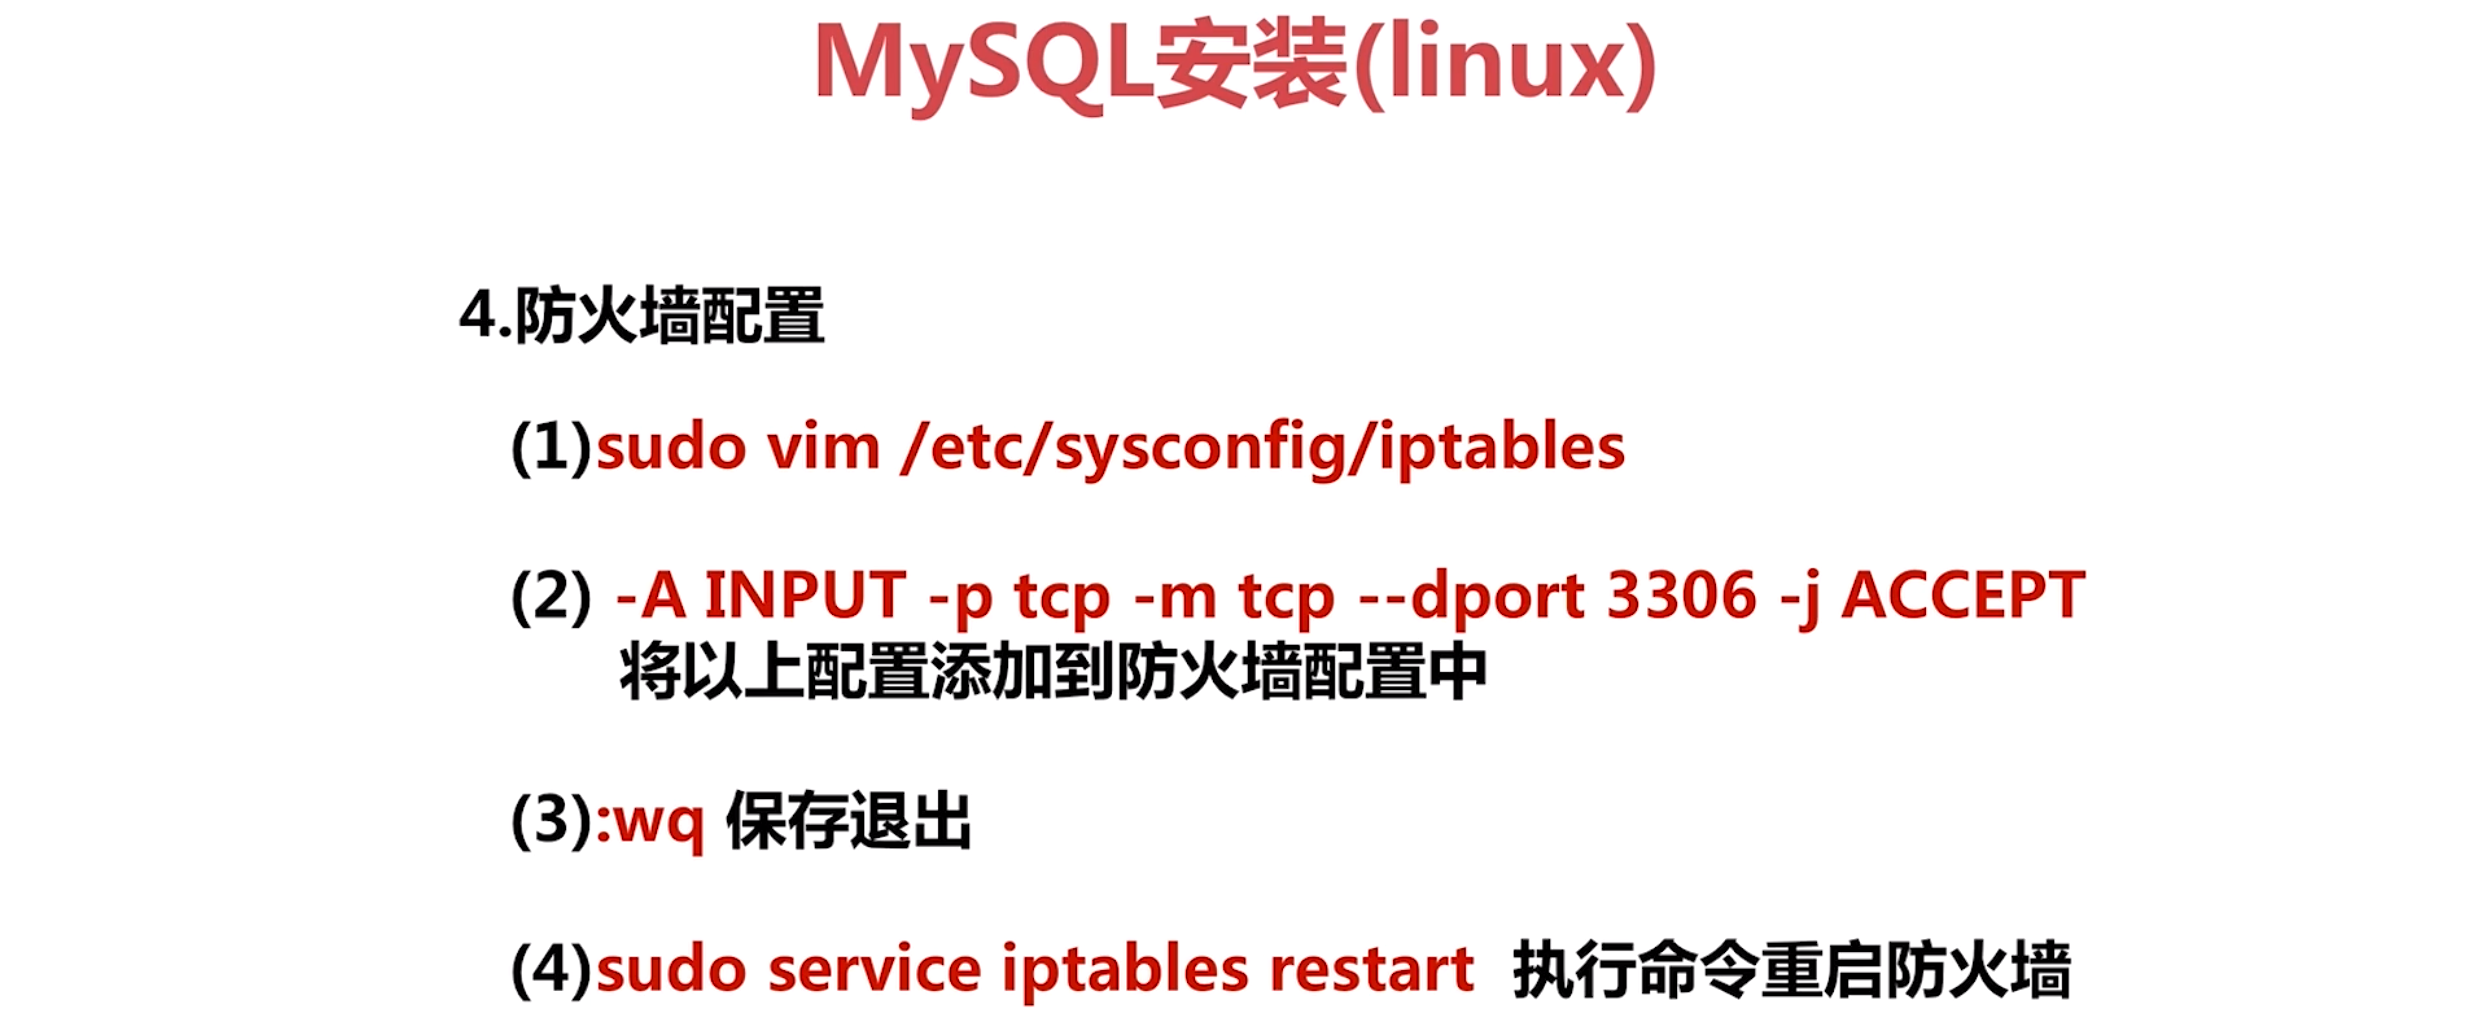 MySQL安装(linux)
4.防火墙配置
(1)sudo vim /etc/sysconfig/iptables
(2) -A INPUT -p tcp -m tcp --dport 3306 -j ACCEPT
将以上配置添加到防火墙配置中
(3):wq 保存退出
(4)sudo service iptables restart 执行命令重启防火墙